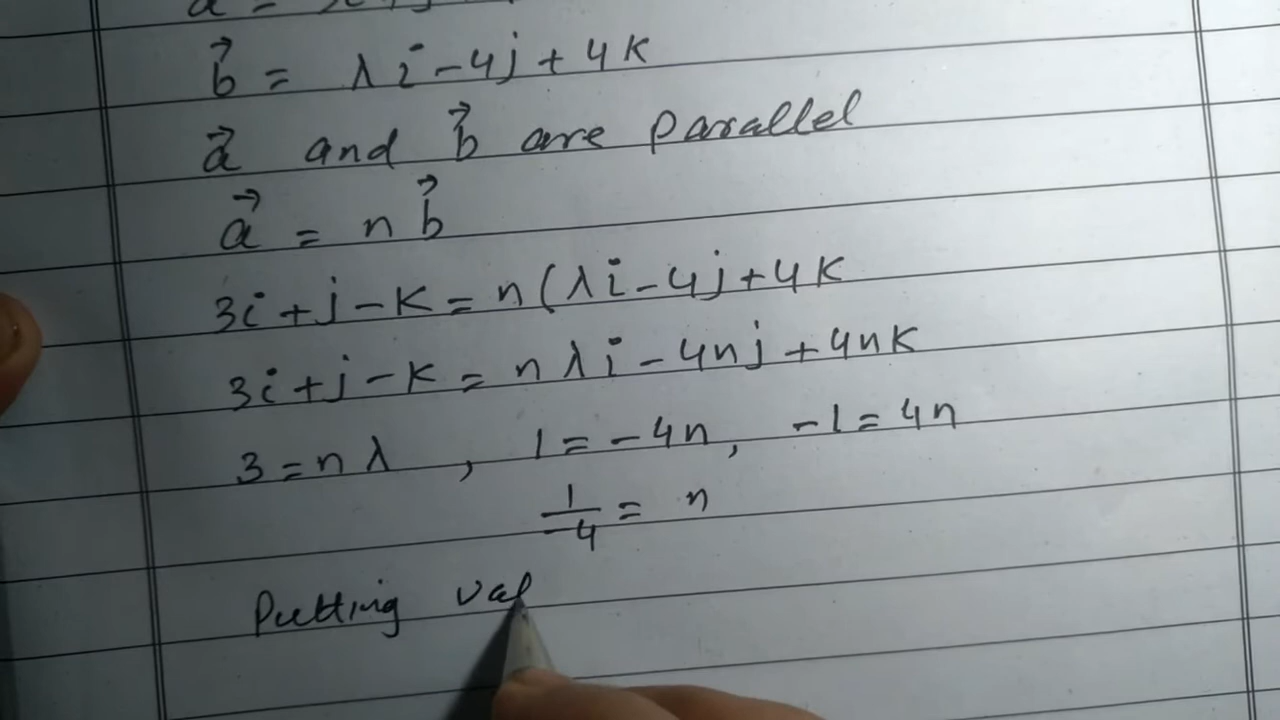 b⃗ = λi - 4j + 4k
a⃗ and b⃗ are parallel
a⃗ = n b⃗
3i + j - k = n(λi - 4j + 4k
3i + j - k = nλi - 4nj + 4nk
3 = nλ , 1 = -4n, -1 = 4n
1/-4 = n
Putting val